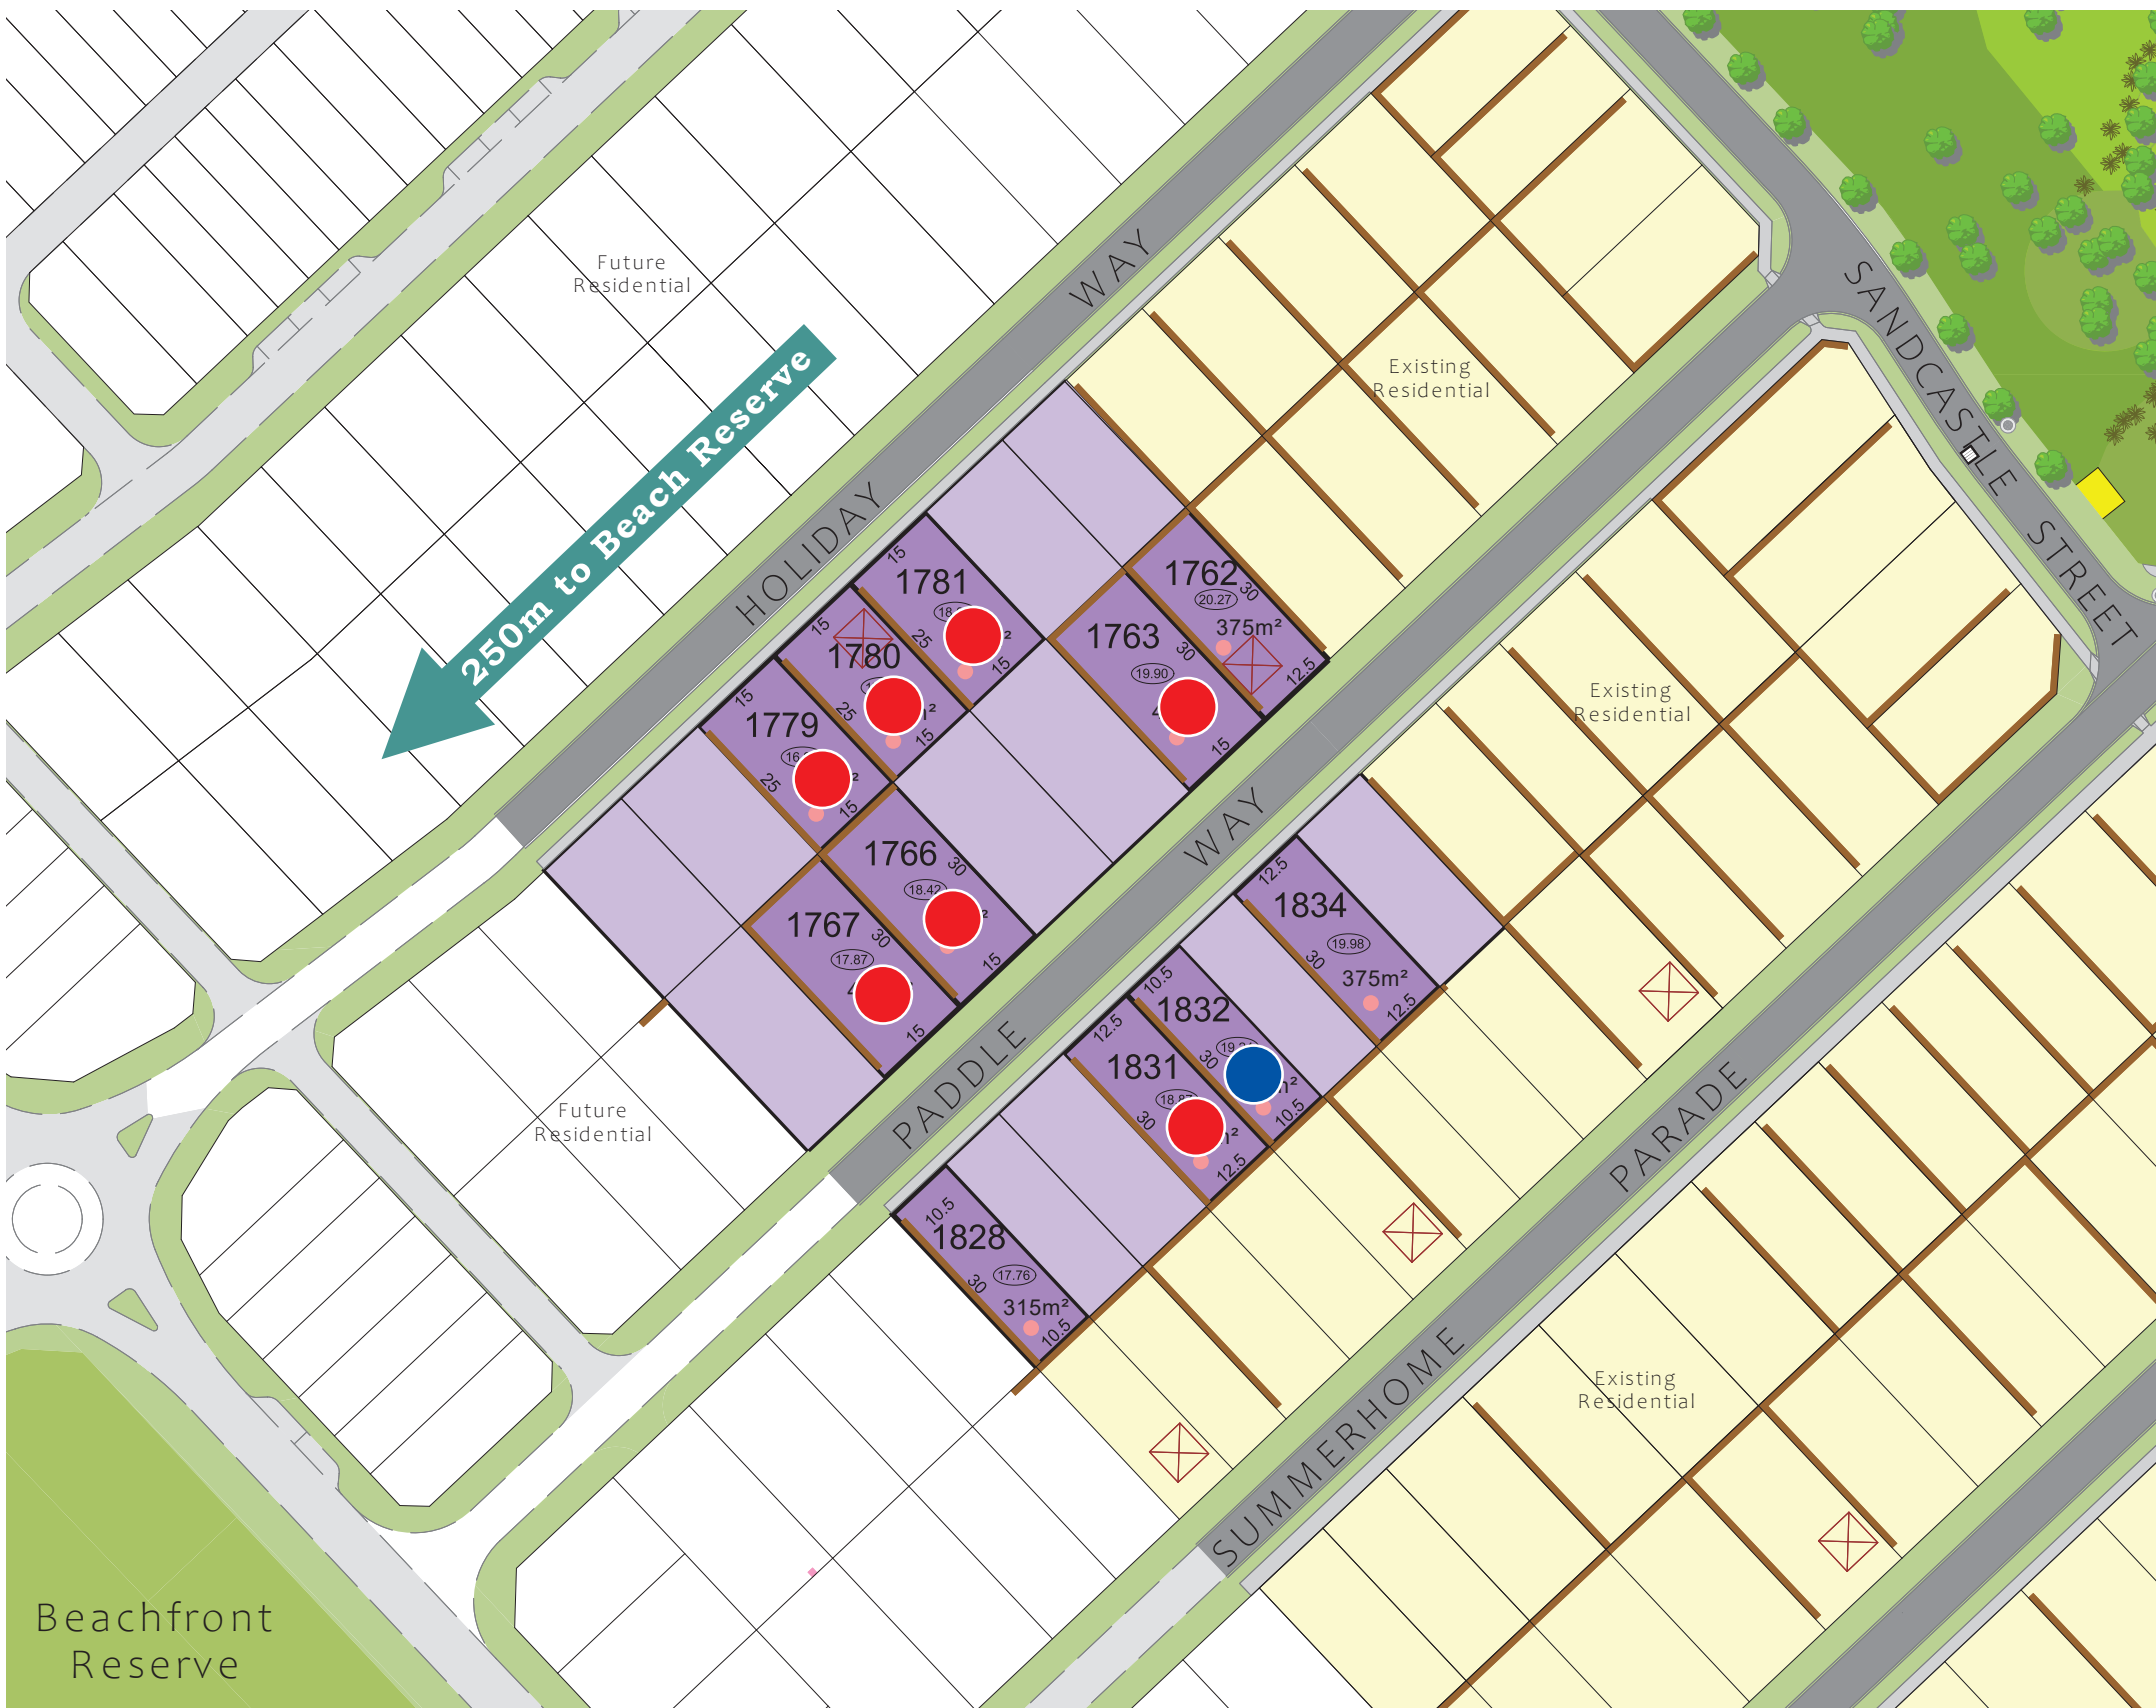 Future
Residential
250m to Beach Reserve
HOLIDAY WAY
SANDCASTLE STREET
Existing
Residential
15
1781
25
15
15
1780
25
15
15
1779
25
15
1762
20.27
30
375m²
12.5
1763
19.90
30
15
1766
18.42
30
15
1767
17.87
30
15
PADDLE WAY
Existing
Residential
12.5
1834
19.98
30
375m²
12.5
10.5
1832
30
10.5
12.5
1831
30
12.5
10.5
1828
17.76
30
315m²
10.5
Future
Residential
SUMMERHOME PARADE
Existing
Residential
Beachfront
Reserve